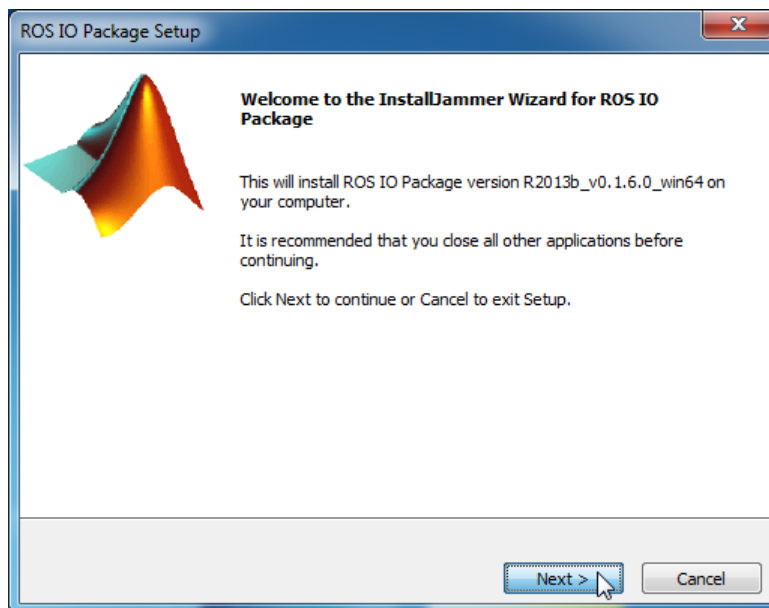 ROS IO Package Setup
Welcome to the InstallJammer Wizard for ROS IO
Package
This will install ROS IO Package version R2013b_v0.1.6.0_win64 on
your computer.
It is recommended that you close all other applications before
continuing.
Click Next to continue or Cancel to exit Setup.
Next >
Cancel